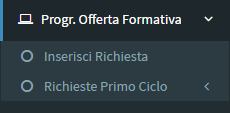 Progr. Offerta Formativa
Inserisci Richiesta
Richieste Primo Ciclo